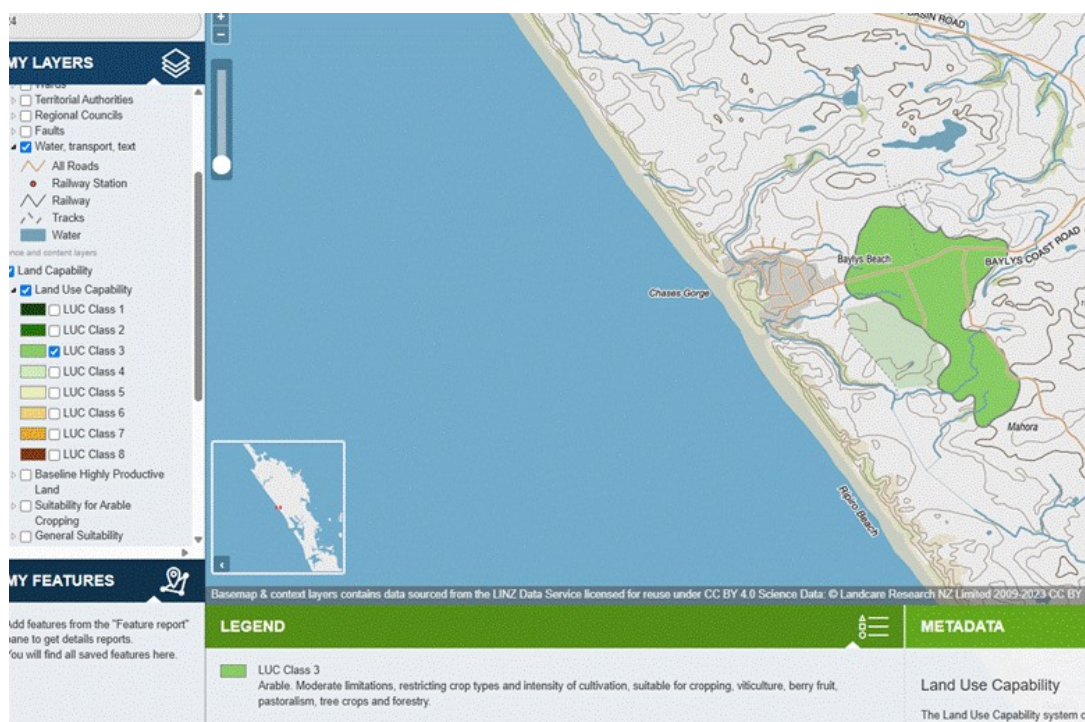 24
MY LAYERS
Wards
Territorial Authorities
Regional Councils
Faults
Water, transport, text
All Roads
Railway Station
Railway
Tracks
Water
and content layers
Land Capability
Land Use Capability
LUC Class 1
LUC Class 2
LUC Class 3
LUC Class 4
LUC Class 5
LUC Class 6
LUC Class 7
LUC Class 8
Baseline Highly Productive
Land
Suitability for Arable
Cropping
General Suitability
MY FEATURES
Add features from the "Feature report"
pane to get details reports.
You will find all saved features here.
BASIN ROAD
Baylys Beach
BAYLYS COAST ROAD
Chases Gorge
Mahora
Ripiro Beach
Basemap & context layers contains data sourced from the LINZ Data Service licensed for reuse under CC BY 4.0 Science Data: © Landcare Research NZ Limited 2009-2023 CC BY
LEGEND
LUC Class 3
Arable. Moderate limitations, restricting crop types and intensity of cultivation, suitable for cropping, viticulture, berry fruit,
pastoralism, tree crops and forestry.
METADATA
Land Use Capability
The Land Use Capability system